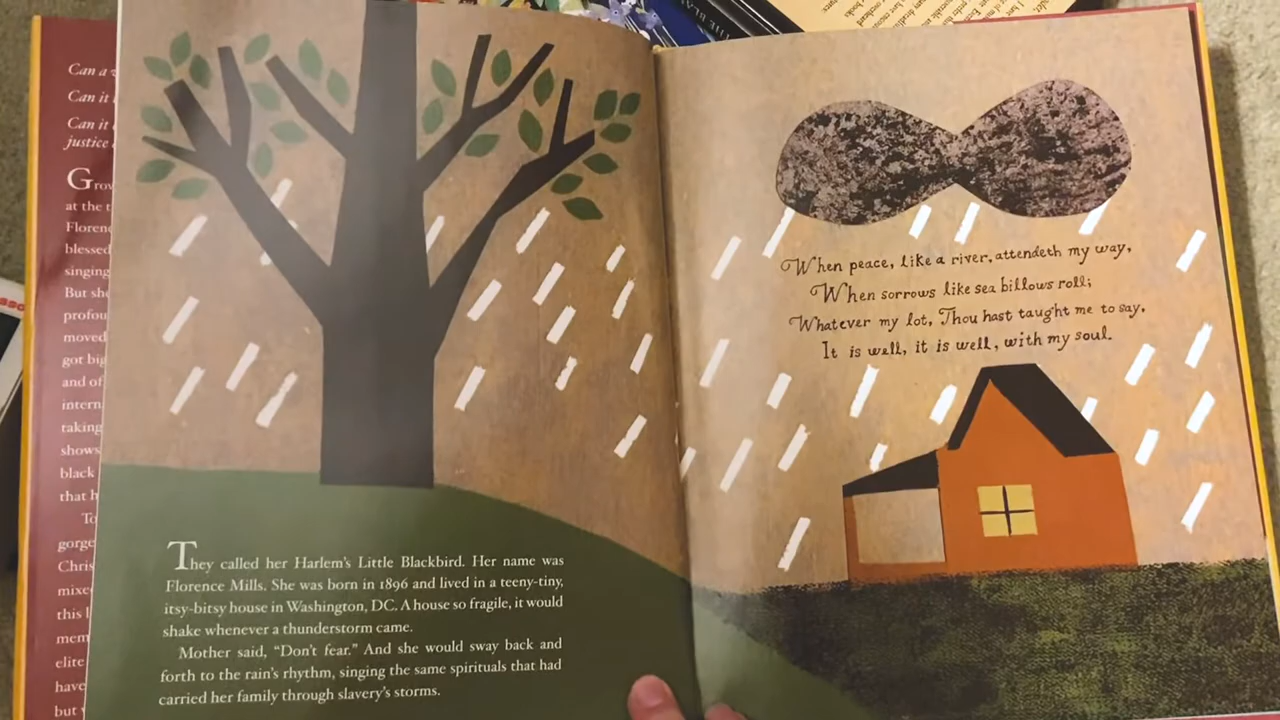 Can a
Can it
Can it
justice
Grov
at the t
Florenc
blessed
singing
But she
profou
moved
got big
and of
intern
taking
shows
black
that h
To
gorge
Chris
mixe
this l
mem
elite
have
but
They called her Harlem's Little Blackbird. Her name was
Florence Mills. She was born in 1896 and lived in a teeny-tiny,
itsy-bitsy house in Washington, DC. A house so fragile, it would
shake whenever a thunderstorm came.
Mother said, "Don't fear." And she would sway back and
forth to the rain's rhythm, singing the same spirituals that had
carried her family through slavery's storms.
When peace, like a river, attendeth my way,
When sorrows like sea billows roll;
Whatever my lot, Thou hast taught me to say,
It is well, it is well, with my soul.